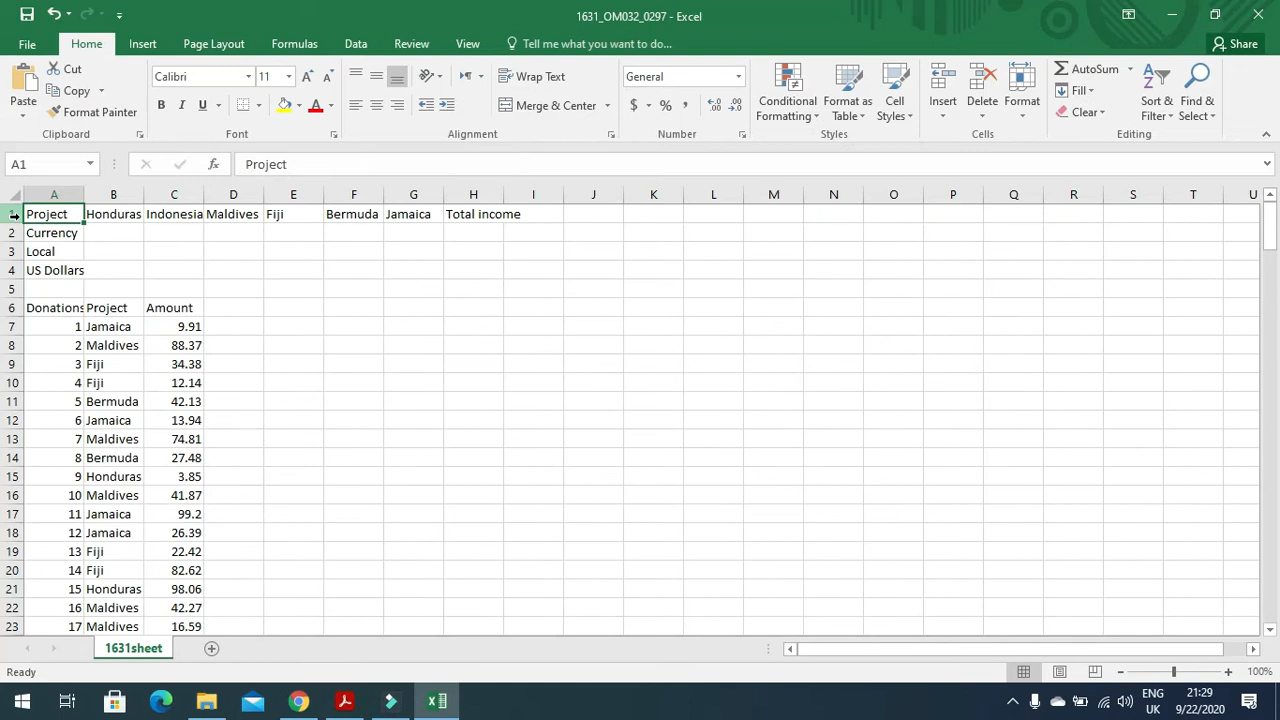 1631_OM032_0297 - Excel
File Home Insert Page Layout Formulas Data Review View Tell me what you want to do... Share
Cut
Copy
Format Painter
Paste
Clipboard
Calibri 11
B I U
Font
Wrap Text
Merge & Center
Alignment
General
$ % ,
Number
Conditional Formatting
Format as Table
Cell Styles
Styles
Insert Delete Format
Cells
AutoSum
Fill
Clear
Sort & Filter
Find & Select
Editing
A1 fx Project
A B C D E F G H I J K L M N O P Q R S T U
1 Project Honduras Indonesia Maldives Fiji Bermuda Jamaica Total income
2 Currency
3 Local
4 US Dollars
5
6 Donations Project Amount
7 1 Jamaica 9.91
8 2 Maldives 88.37
9 3 Fiji 34.38
10 4 Fiji 12.14
11 5 Bermuda 42.13
12 6 Jamaica 13.94
13 7 Maldives 74.81
14 8 Bermuda 27.48
15 9 Honduras 3.85
16 10 Maldives 41.87
17 11 Jamaica 99.2
18 12 Jamaica 26.39
19 13 Fiji 22.42
20 14 Fiji 82.62
21 15 Honduras 98.06
22 16 Maldives 42.27
23 17 Maldives 16.59
1631sheet
Ready 100%
ENG 21:29
UK 9/22/2020